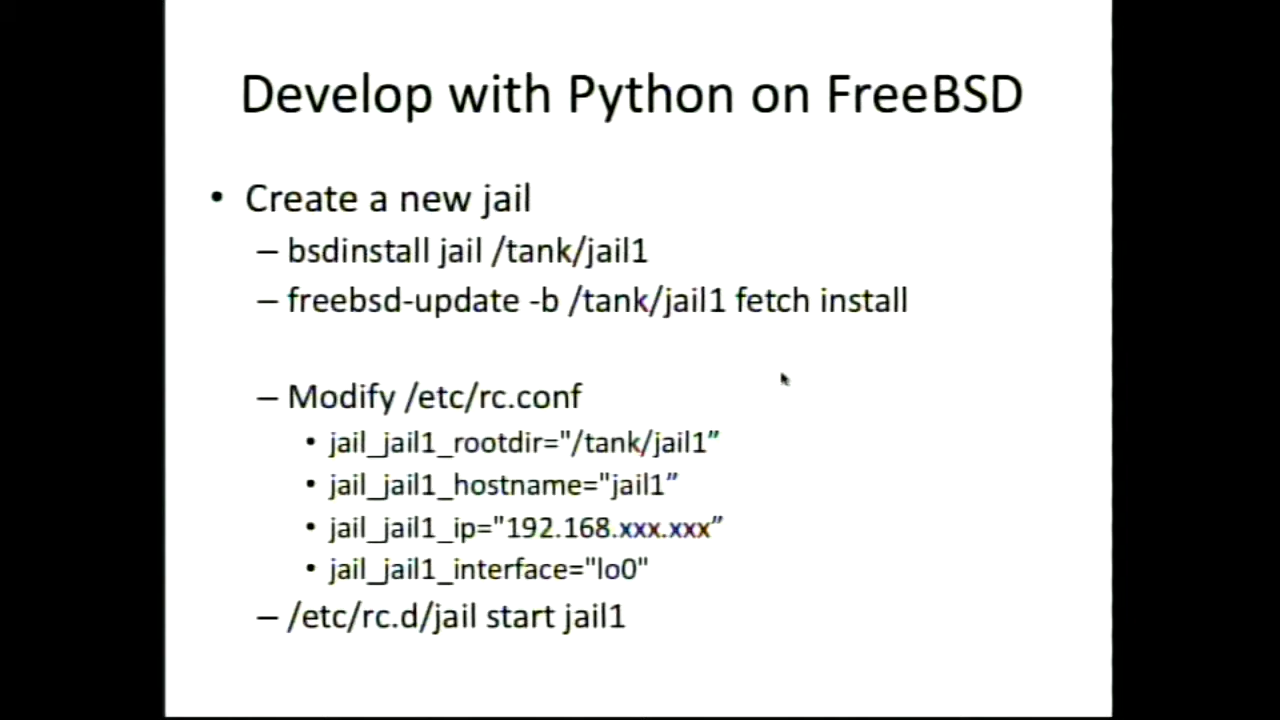 Develop with Python on FreeBSD
• Create a new jail
– bsdinstall jail /tank/jail1
– freebsd-update -b /tank/jail1 fetch install
– Modify /etc/rc.conf
• jail_jail1_rootdir="/tank/jail1”
• jail_jail1_hostname="jail1”
• jail_jail1_ip="192.168.xxx.xxx”
• jail_jail1_interface="lo0"
– /etc/rc.d/jail start jail1